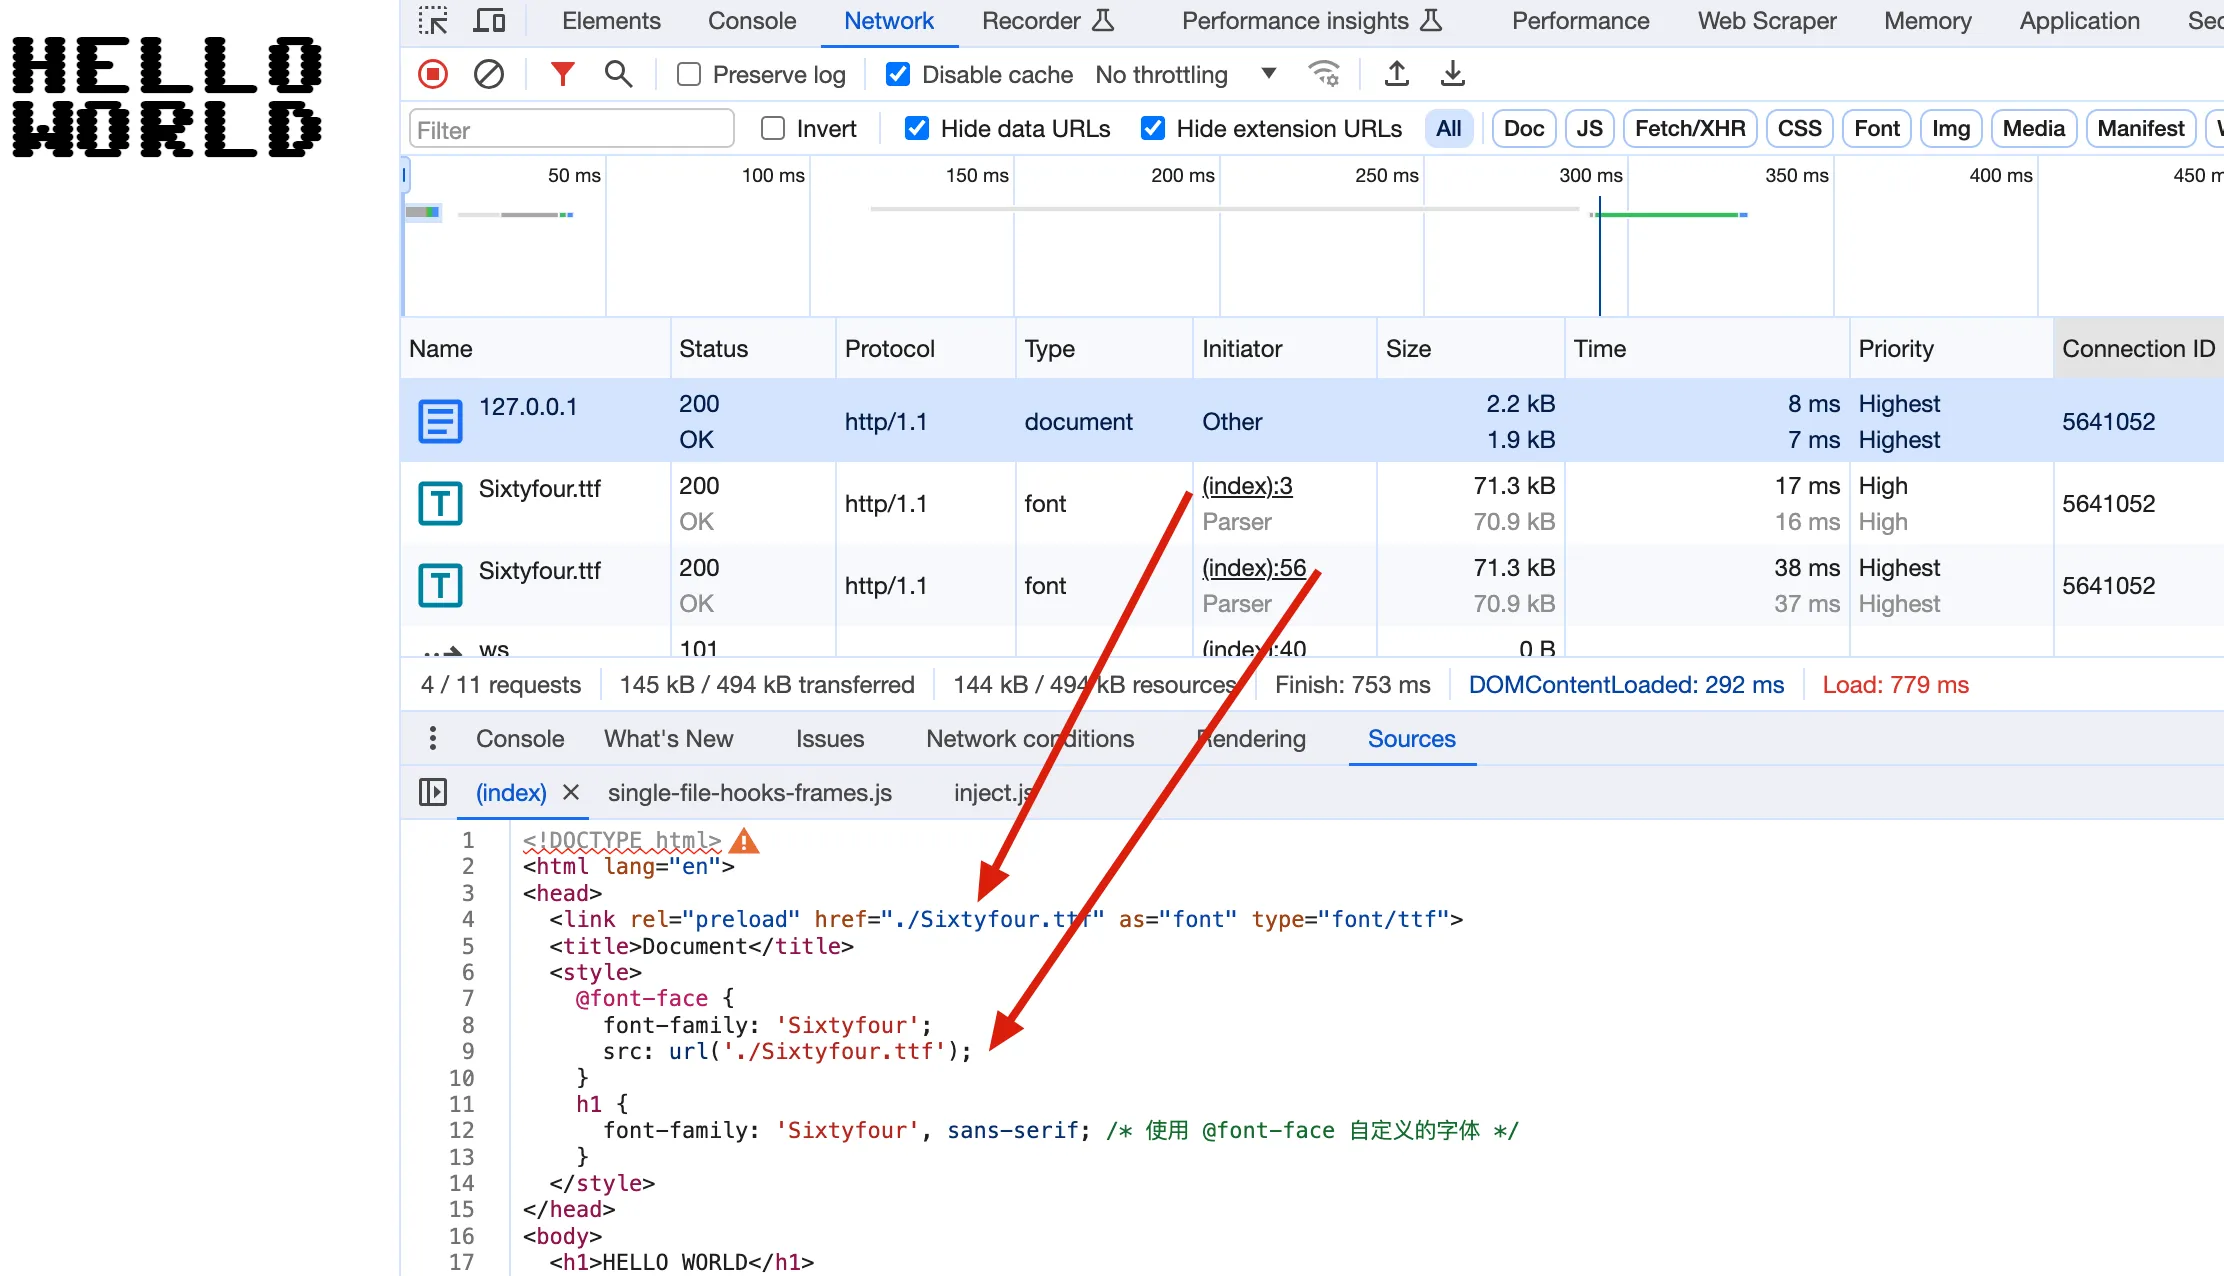 HELLO
WORLD
Elements Console Network Recorder Performance insights Performance Web Scraper Memory Application Sec
Preserve log Disable cache No throttling
Filter Invert Hide data URLs Hide extension URLs All Doc JS Fetch/XHR CSS Font Img Media Manifest
50 ms 100 ms 150 ms 200 ms 250 ms 300 ms 350 ms 400 ms 450 m
Name Status Protocol Type Initiator Size Time Priority Connection ID
127.0.0.1 200 OK http/1.1 document Other 2.2 kB 1.9 kB 8 ms 7 ms Highest Highest 5641052
Sixtyfour.ttf 200 OK http/1.1 font (index):3 Parser 71.3 kB 70.9 kB 17 ms 16 ms High High 5641052
Sixtyfour.ttf 200 OK http/1.1 font (index):56 Parser 71.3 kB 70.9 kB 38 ms 37 ms Highest Highest 5641052
ws 101 (index):40 0 B
4 / 11 requests 145 kB / 494 kB transferred 144 kB / 494 kB resources Finish: 753 ms DOMContentLoaded: 292 ms Load: 779 ms
Console What's New Issues Network conditions Rendering Sources
(index) single-file-hooks-frames.js inject.js
1 <!DOCTYPE html>
2 <html lang="en">
3 <head>
4 <link rel="preload" href="./Sixtyfour.ttf" as="font" type="font/ttf">
5 <title>Document</title>
6 <style>
7 @font-face {
8 font-family: 'Sixtyfour';
9 src: url('./Sixtyfour.ttf');
10 }
11 h1 {
12 font-family: 'Sixtyfour', sans-serif; /* 使用 @font-face 自定义的字体 */
13 }
14 </style>
15 </head>
16 <body>
17 <h1>HELLO WORLD</h1>